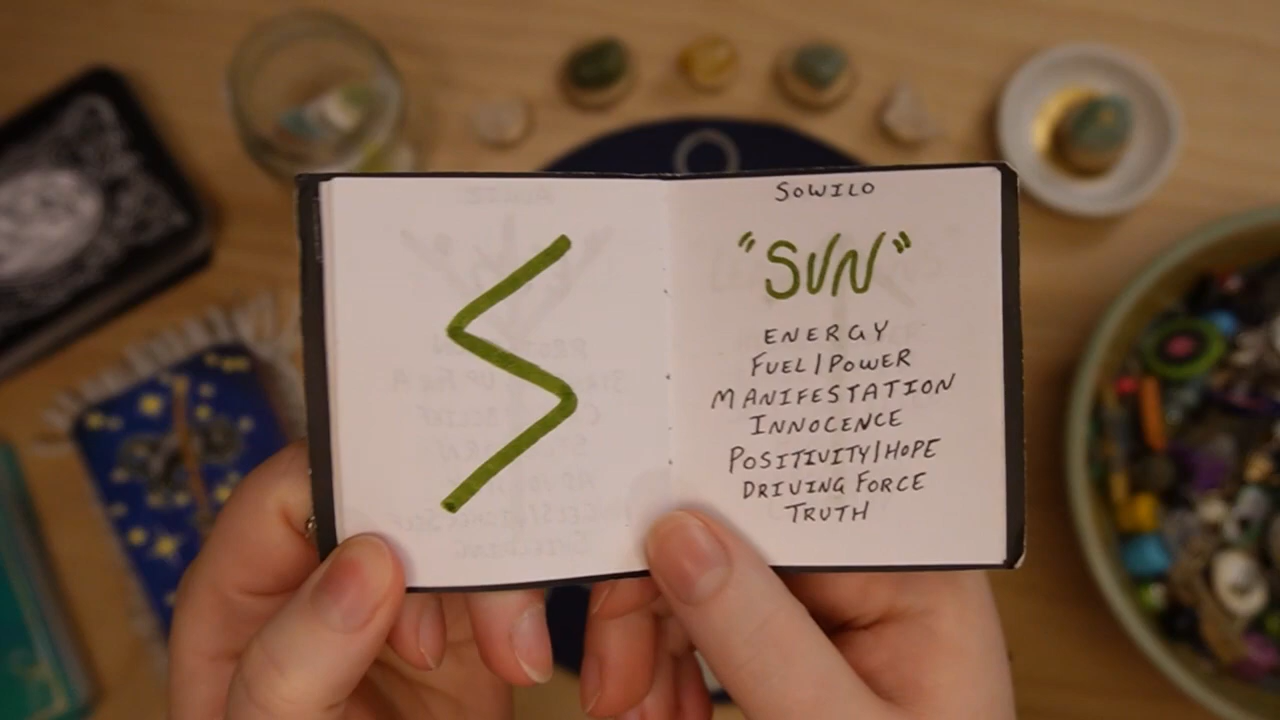 SOWILO
"SUN"
ENERGY
FUEL/POWER
MANIFESTATION
INNOCENCE
POSITIVITY/HOPE
DRIVING FORCE
TRUTH